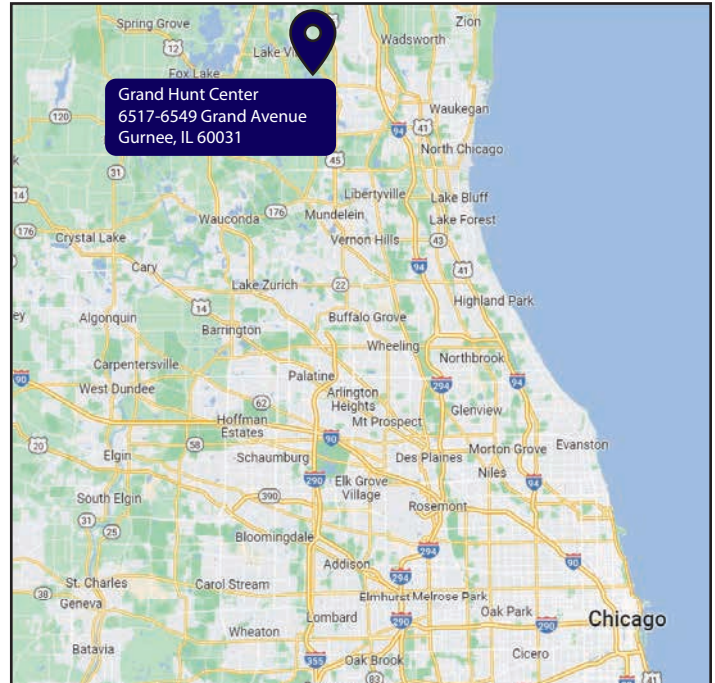 Spring Grove
Zion
12
Lake Vi
Wadsworth
Fox Lake
Grand Hunt Center
6517-6549 Grand Avenue
Gurnee, IL 60031
Waukegan
120
94
41
North Chicago
45
31
14
Libertyville
Lake Bluff
176
Mundelein
Wauconda
Lake Forest
176
Vernon Hills
43
Crystal Lake
Cary
94
41
Lake Zurich
22
14
Highland Park
ey
Algonquin
Buffalo Grove
Barrington
Wheeling
Northbrook
Carpentersville
90
Palatine
294
94
West Dundee
Arlington
Heights
62
Glenview
Hoffman
Estates
Mt Prospect
20
58
90
Morton Grove
Evanston
Elgin
Schaumburg
Des Plaines
Niles
290
94
Elk Grove
Village
South Elgin
390
Rosemont
31
25
Bloomingdale
294
90
Addison
294
St. Charles
Carol Stream
38
Elmhurst
Melrose Park
Geneva
Oak Park
Lombard
290
290
Chicago
Wheaton
Batavia
355
Oak Brook
Cicero
83
41